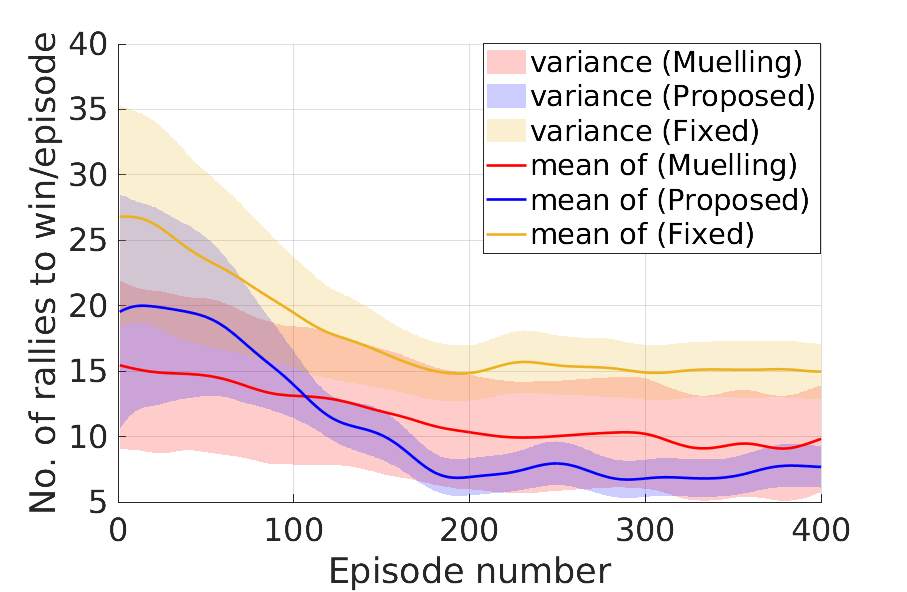 No. of rallies to win/episode
40
35
30
25
20
15
10
5
0
100
200
300
400
Episode number
variance (Muelling)
variance (Proposed)
variance (Fixed)
mean of (Muelling)
mean of (Proposed)
mean of (Fixed)